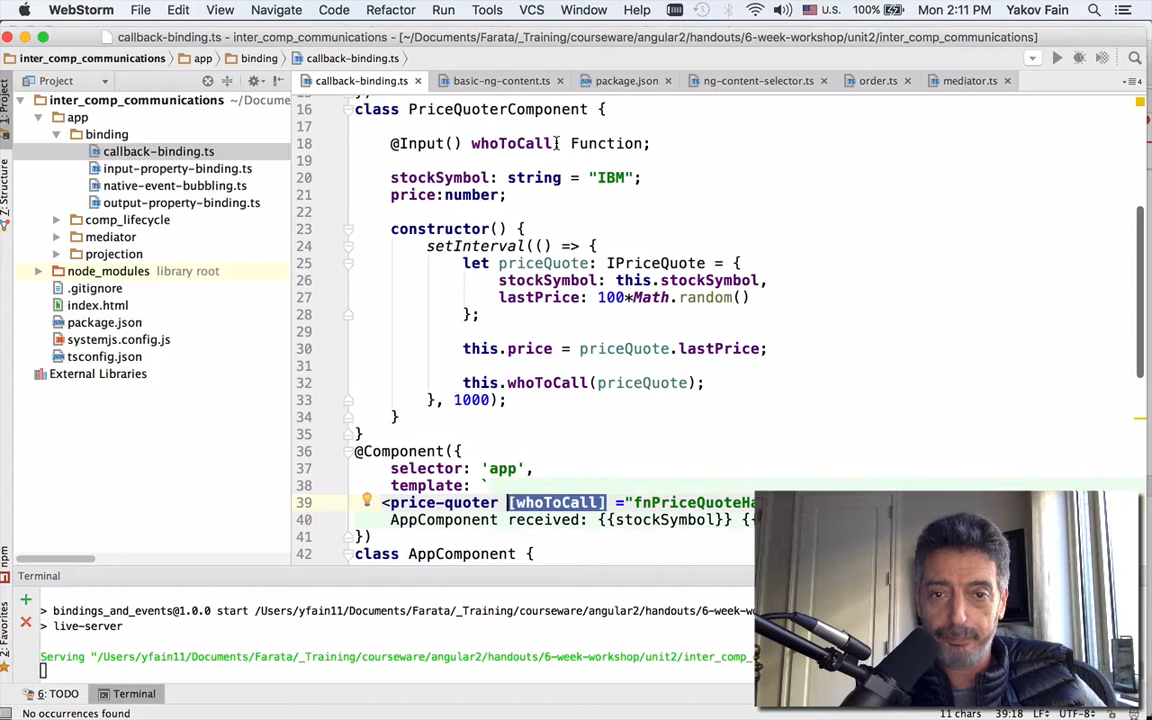 WebStorm File Edit View Navigate Code Refactor Run Tools VCS Window Help U.S. 100% Mon 2:11 PM Yakov Fain
callback-binding.ts - inter_comp_communications - [~/Documents/Farata/_Training/courseware/angular2/handouts/6-week-workshop/unit2/inter_comp_communications]
inter_comp_communications app binding callback-binding.ts
Project callback-binding.ts basic-ng-content.ts package.json ng-content-selector.ts order.ts mediator.ts
1: Project
Z: Structure
npm
2: Favorites
inter_comp_communications ~/Docume
app
binding
callback-binding.ts
input-property-binding.ts
native-event-bubbling.ts
output-property-binding.ts
comp_lifecycle
mediator
projection
node_modules library root
.gitignore
index.html
package.json
systemjs.config.js
tsconfig.json
External Libraries
16 class PriceQuoterComponent {
17
18 @Input() whoToCall: Function;
19
20 stockSymbol: string = "IBM";
21 price:number;
22
23 constructor() {
24 setInterval(() => {
25 let priceQuote: IPriceQuote = {
26 stockSymbol: this.stockSymbol,
27 lastPrice: 100*Math.random()
28 };
29
30 this.price = priceQuote.lastPrice;
31
32 this.whoToCall(priceQuote);
33 }, 1000);
34 }
35 }
36 @Component({
37 selector: 'app',
38 template: `
39 <price-quoter [whoToCall] ="fnPriceQuoteHa
40 AppComponent received: {{stockSymbol}} {
41 })
42 class AppComponent {
Terminal
> bindings_and_events@1.0.0 start /Users/yfain11/Documents/Farata/_Training/courseware/angular2/handouts/6-week-wo
> live-server
Serving "/Users/yfain11/Documents/Farata/_Training/courseware/angular2/handouts/6-week-workshop/unit2/inter_comp_
6: TODO Terminal
No occurrences found 11 chars 39:18 LF÷ UTF-8÷